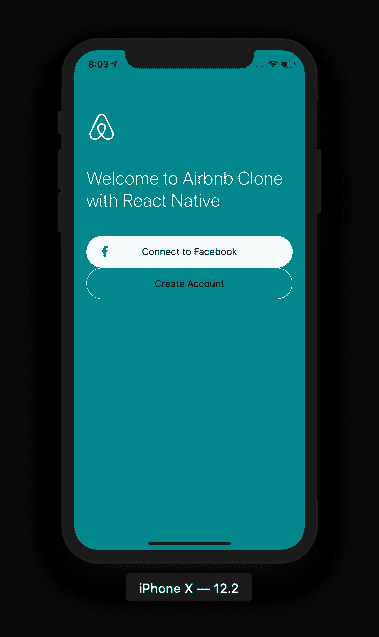 8:03
Welcome to Airbnb Clone
with React Native
f Connect to Facebook
Create Account
iPhone X — 12.2